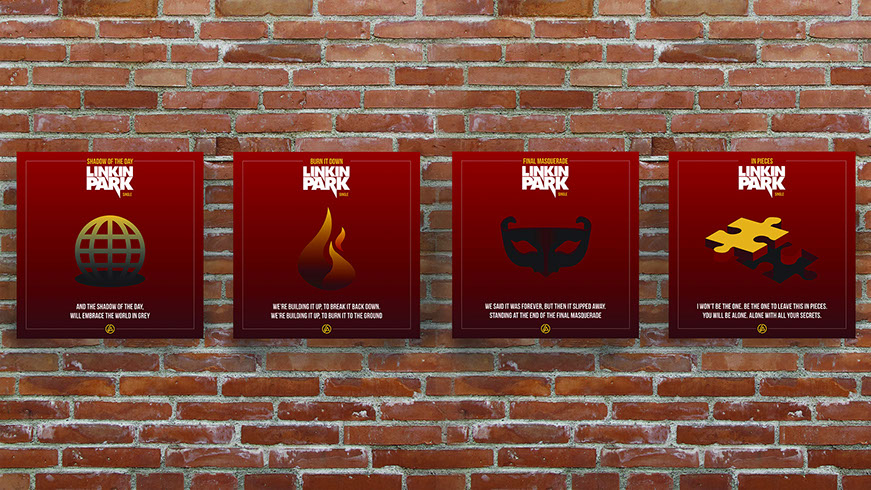 SHADOW OF THE DAY
LINKIN
PARK
SINGLE
AND THE SHADOW OF THE DAY,
WILL EMBRACE THE WORLD IN GREY
BURN IT DOWN
LINKIN
PARK
SINGLE
WE'RE BUILDING IT UP, TO BREAK IT BACK DOWN.
WE'RE BUILDING IT UP, TO BURN IT TO THE GROUND
FINAL MASQUERADE
LINKIN
PARK
SINGLE
WE SAID IT WAS FOREVER, BUT THEN IT SLIPPED AWAY.
STANDING AT THE END OF THE FINAL MASQUERADE
IN PIECES
LINKIN
PARK
SINGLE
I WON'T BE THE ONE, BE THE ONE TO LEAVE THIS IN PIECES.
YOU WILL BE ALONE, ALONE WITH ALL YOUR SECRETS.